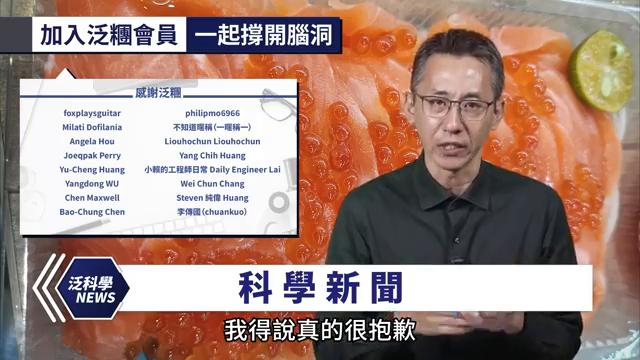 加入泛糰會員 一起撐開腦洞
感謝泛糰
foxplaysguitar philipmo6966
Milati Dofilania 不知道暱稱(一暱稱一)
Angela Hou Liouhochun Liouhochun
Joeqpak Perry Yang Chih Huang
Yu-Cheng Huang 小賴的工程師日常 Daily Engineer Lai
Yangdong WU Wei Chun Chang
Chen Maxwell Steven 純偉 Huang
Bao-Chung Chen 李傳國(chuankuo)
泛科學
NEWS
科學新聞
我得說真的很抱歉